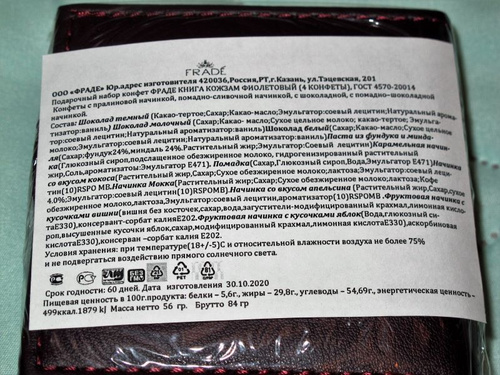 FRADÉ
ООО «ФРАДЕ» Юр.адрес изготовителя 420036,Россия,РТ,г.Казань, ул.Тэцевская, 201
Подарочный набор конфет ФРАДЕ КНИГА КОЖЗАМ ФИОЛЕТОВЫЙ (4 КОНФЕТЫ), ГОСТ 4570-20014
Конфеты с пралиновой начинкой, помадно-сливочной начинкой, с шоколадной, с помадно-шоколадной
начинкой.
Состав: Шоколад темный (Какао-тертое;Сахар;Какао-масло;Эмульгатор:соевый лецитин;Натуральный арома-
тизатор:ваниль) Шоколад молочный (Сахар;Какао- масло;Сухое цельное молоко; какао-тертое;Эмульгатор:
соевый лецитин;Натуральный ароматизатор:ваниль)Шоколад белый(Сахар;Какао-масло;Сухое цельное
молоко;Эмульгатор:соевый лецитин;Натуральный ароматизатор:ваниль)Паста из фундука и минда-
ля(Сахар;фундук24%,миндаль 24%.Растительный жир;Эмульгатор:Соевый лецитин)Карамельная начин-
ка(Глюкозный сироп,подслащенное обезжиренное молоко, гидрогенизированный растительный
жир,Соль.ароматизатоы:Эмульгатор Е471). Помадка(Сахар,Глюкозный сироп,Вода,Эмульгатор Е471)Начинка
со вкусом кокоса(Растительный жир,Сахар;Сухое обезжиренное молоко;лактоза;Эмульгатор:соевый
лецитин(10)RSPO MB.Начинка Мокка(Растительный жир,Сахар;Сухое обезжиренное молоко,лактоза;Кофе
4.0%;Эмульгатор:соевый лецитин(10)RSPOMB).Начинка со вкусом апельсина (Растительный жир,Сахар,сухое
обезжиренное молоко,лактоза,Эмульгатор:соевый лецитин,ароматизатор(10)RSPO MB .Фруктовая начинка с
кусочками вишни(вишня без косточек,сахар,вода,загустители-модифицированный крахмал,лимонная кисло-
таЕ330),консервант-сорбат калияЕ202.Фруктовая начинка с кусочками яблок(Вода,глюкозный си-
роп,высушенные кусочки яблок,сахар,модифицированный крахмал,лимонная кислота,аскорбиновая
кислотаЕ330),консерван –сорбат калия Е202.
Условия хранения: при температуре(18+/-5)С и относительной влажности воздуха не более 75%
и не подвергаться воздействию прямого солнечного света.
Срок годности: 60 дней. Дата изготовления 30.10.2020
Пищевая ценность в 100г.продукта: белки – 5,6г., жиры – 29,8г., углеводы – 54,69г., энергетическая ценность –
499ккал.1879 kj Масса нетто 56 гр. Брутто 84 гр